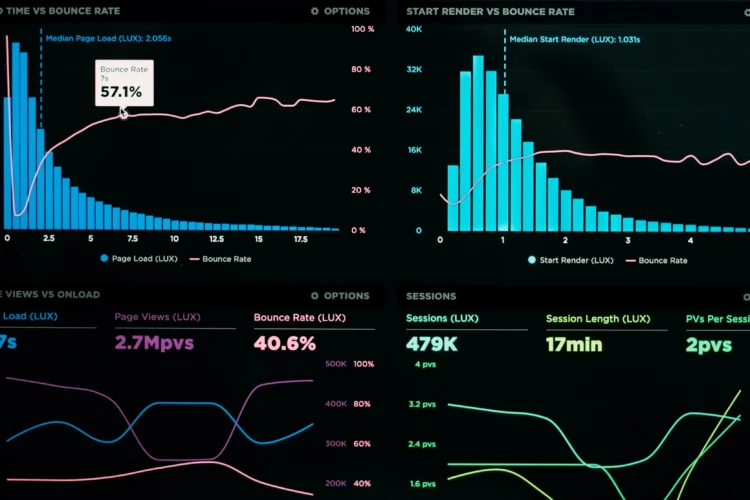 TIME VS BOUNCE RATE
OPTIONS
Median Page Load (LUX): 2.056s
Bounce Rate
7s
57.1%
100 %
80 %
60 %
40 %
20 %
0 %
0 2.5 5 7.5 10 12.5 15 17.5
Page Load (LUX) Bounce Rate
START RENDER VS BOUNCE RATE
Median Start Render (LUX): 1.031s
40K
32K
24K
16K
8K
0
0 1 2 3 4
Start Render (LUX) Bounce Rate
VIEWS VS ONLOAD
OPTIONS
Load (LUX)
7s
Page Views (LUX)
2.7Mpvs
Bounce Rate (LUX)
40.6%
500K 100%
400K 80%
300K 60%
200K 40%
SESSIONS
Sessions (LUX)
479K
Session Length (LUX)
17min
PVs Per Sessi
2pvs
4 pvs
3.2 pvs
2.4 pvs
1.6 pvs